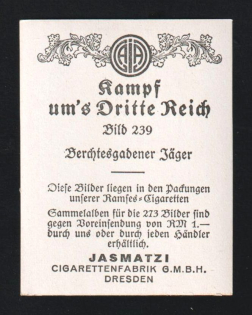 Kampf
um's Dritte Reich
Bild 239
Berchtesgadener Jäger
Diese Bilder liegen in den Packungen
unserer Ramses-Cigaretten
Sammelalben für die 273 Bilder sind
gegen Voreinsendung von RM 1.—
durch uns oder durch jeden Händler
erhältlich.
JASMATZI
CIGARETTENFABRIK G.M.B.H.
DRESDEN